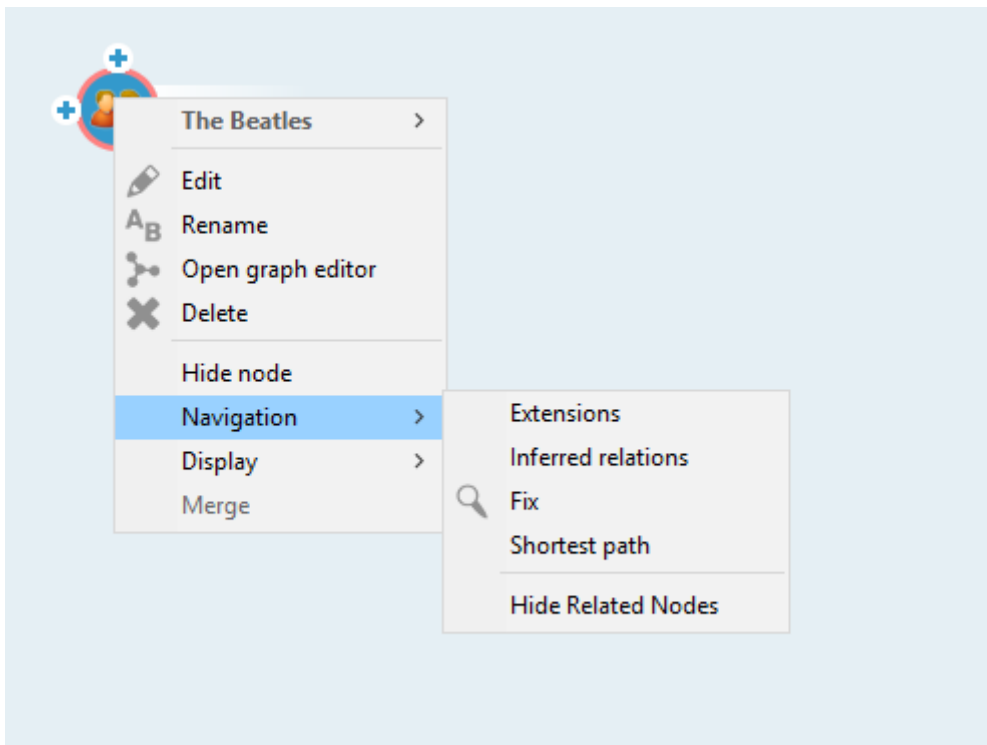 The Beatles
Edit
Rename
Open graph editor
Delete
Hide node
Navigation
Display
Merge
Extensions
Inferred relations
Fix
Shortest path
Hide Related Nodes